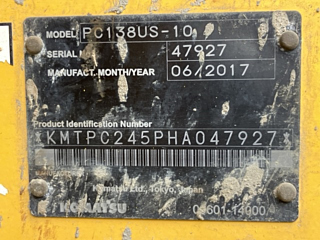 MODEL PC138US-10
SERIAL NO. 47927
MANUFACT. MONTH/YEAR 06/2017
Product Identification Number
*KMTPC245PHA047927*
Komatsu Ltd., Tokyo, Japan
KOMATSU